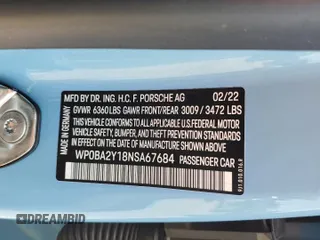 MFD BY DR. ING. H.C. F. PORSCHE AG 02/22
GVWR 6360LBS GAWR FRONT/REAR 3009/3472 LBS
THIS VEHICLE CONFORMS TO ALL APPLICABLE FEDERAL MOTOR VEHICLE
SAFETY, BUMPER, AND THEFT PREVENTION STANDARDS IN EFFECT
ON THE DATE OF MANUFACTURE SHOWN ABOVE.
WP0BA2Y18NSA67684 PASSENGER CAR
MADE IN GERMANY
DREAMBID